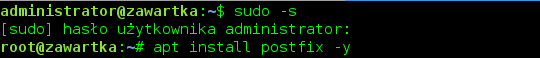 administrator@zawartka:~$ sudo -s
[sudo] hasło użytkownika administrator:
root@zawartka:~# apt install postfix -y